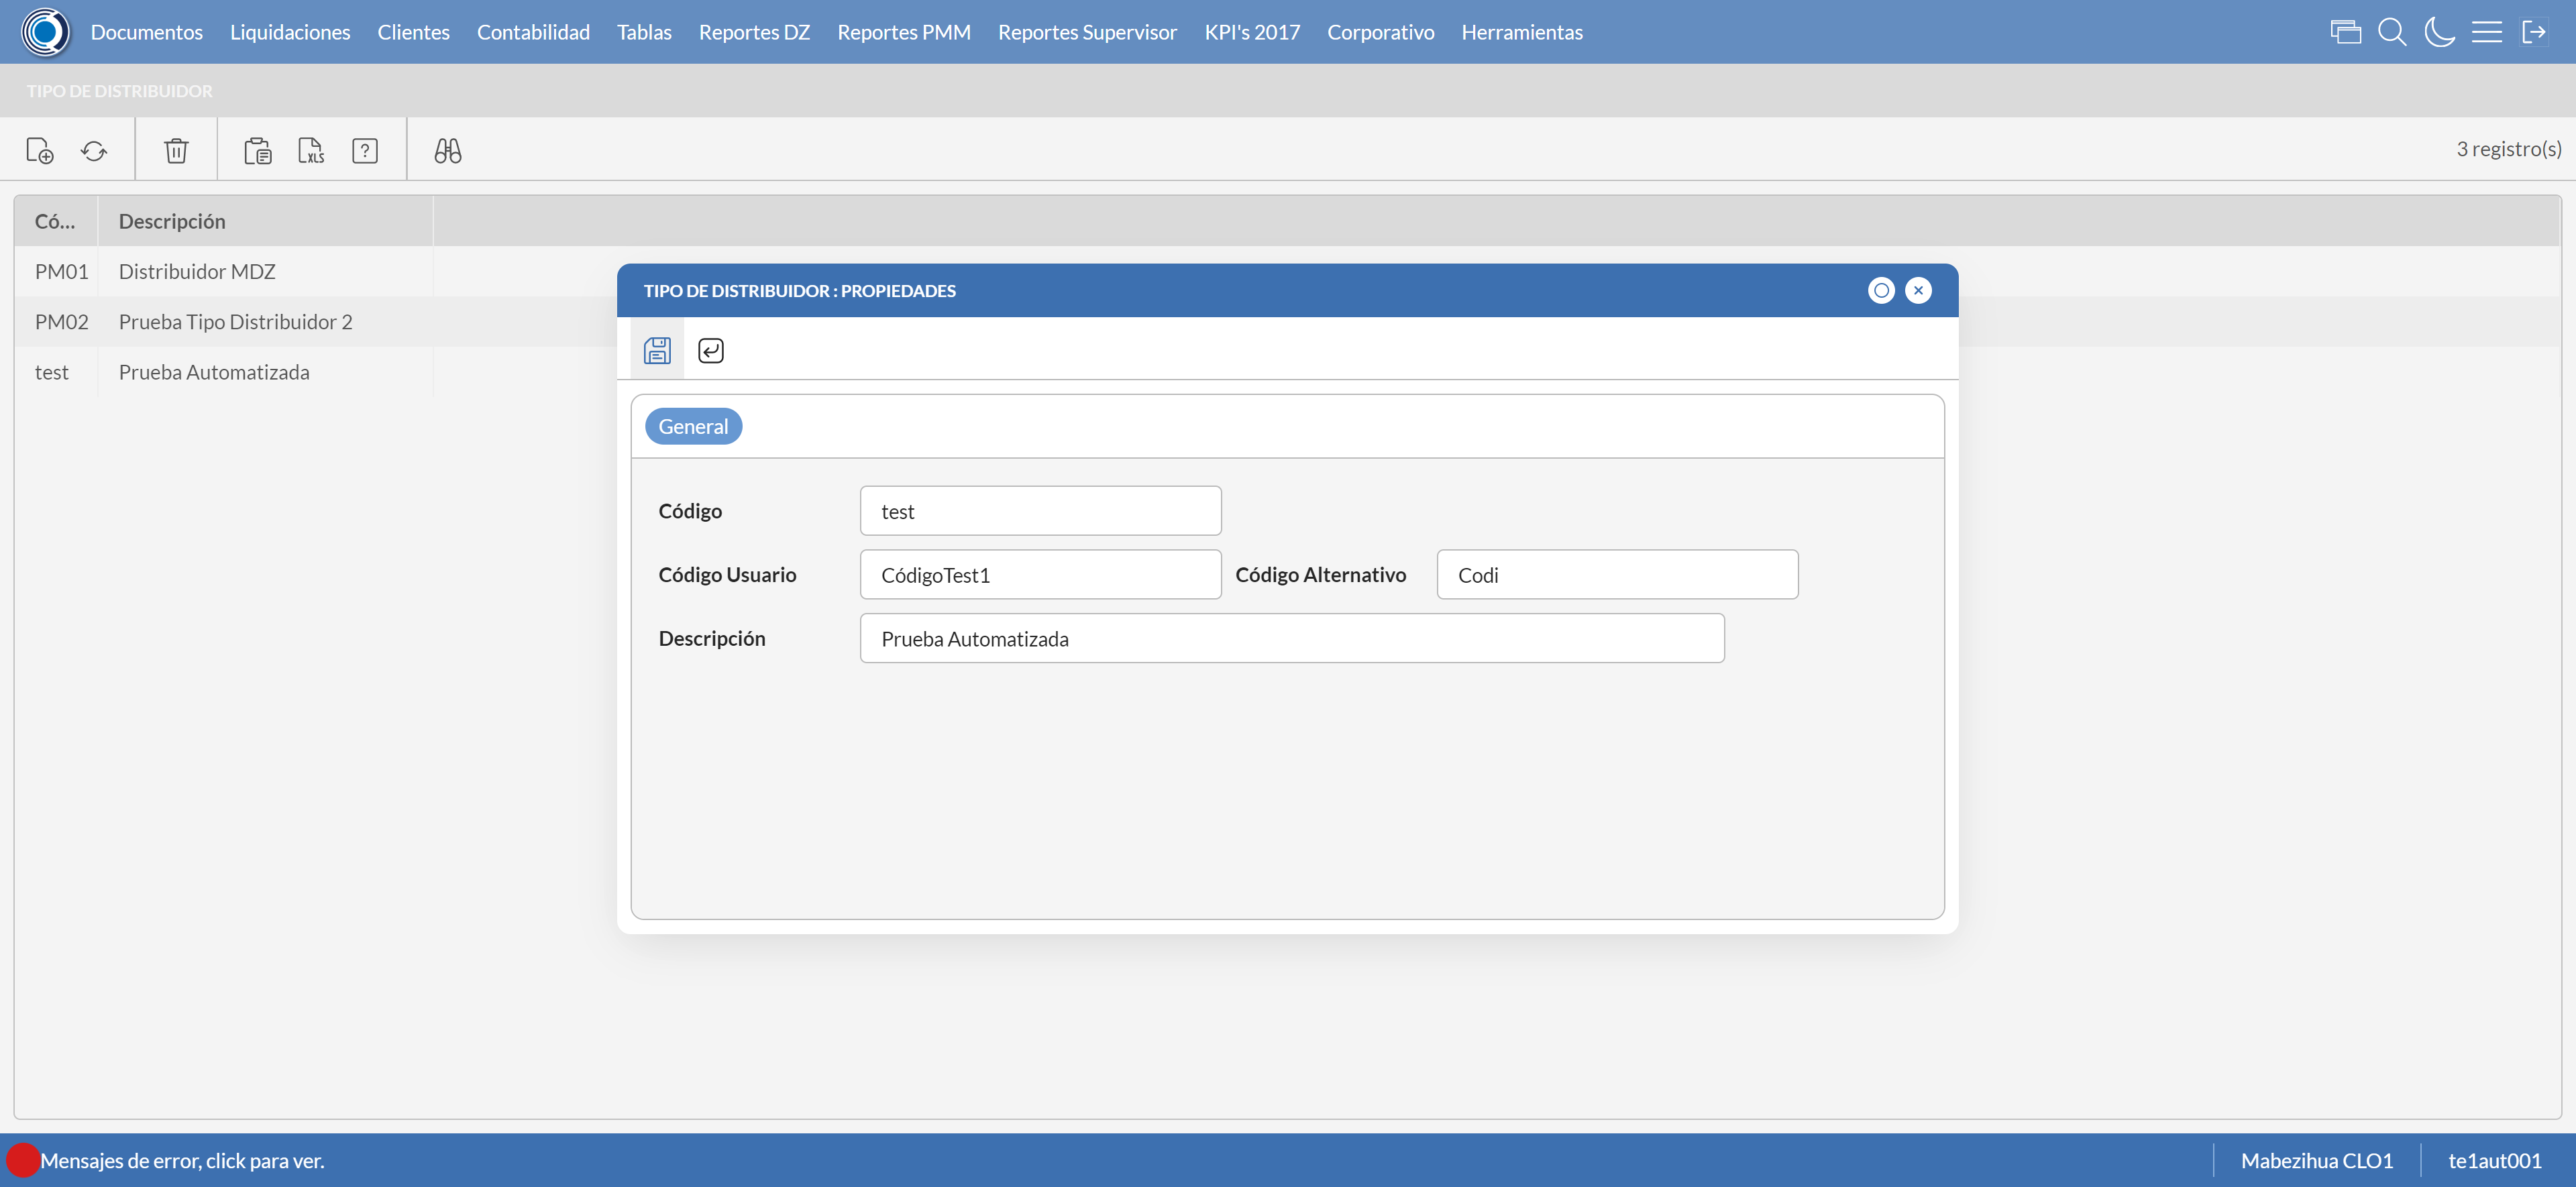 Documentos Liquidaciones Clientes Contabilidad Tablas Reportes DZ Reportes PMM Reportes Supervisor KPI's 2017 Corporativo Herramientas
TIPO DE DISTRIBUIDOR
XLS ? 3 registro(s)
Có... Descripción
PM01 Distribuidor MDZ
PM02 Prueba Tipo Distribuidor 2
test Prueba Automatizada
TIPO DE DISTRIBUIDOR : PROPIEDADES
General
Código test
Código Usuario CódigoTest1 Código Alternativo Codi
Descripción Prueba Automatizada
Mensajes de error, click para ver. Mabezihua CLO1 te1aut001